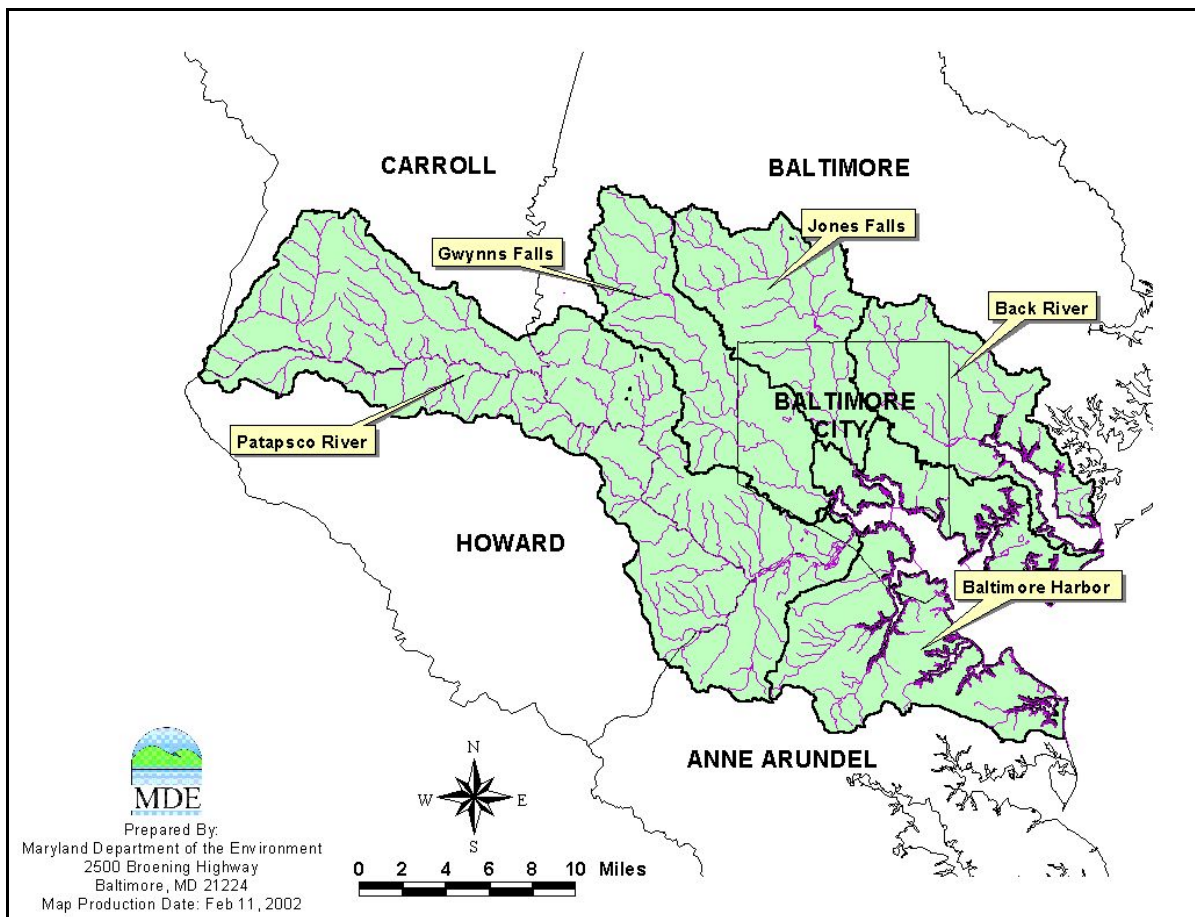 CARROLL
BALTIMORE
Jones Falls
Gwynns Falls
Back River
BALTIMORE
CITY
Patapsco River
HOWARD
Baltimore Harbor
ANNE ARUNDEL
MDE
Prepared By:
Maryland Department of the Environment
2500 Broening Highway
Baltimore, MD 21224
Map Production Date: Feb 11, 2002
N
W E
S
0 2 4 6 8 10 Miles